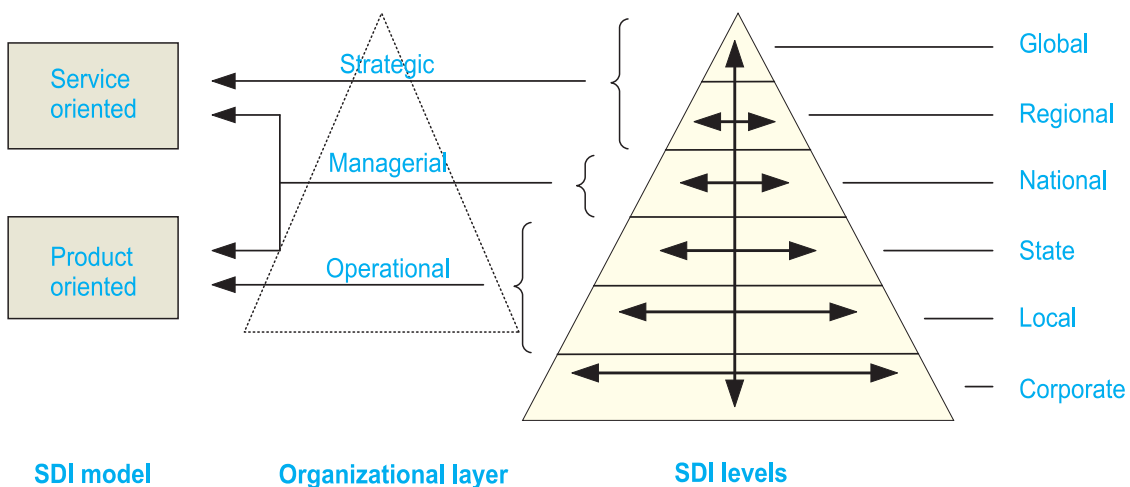 Global
Strategic
Service
oriented
Regional
Managerial
National
Product
oriented
State
Operational
Local
Corporate
SDI model
Organizational layer
SDI levels